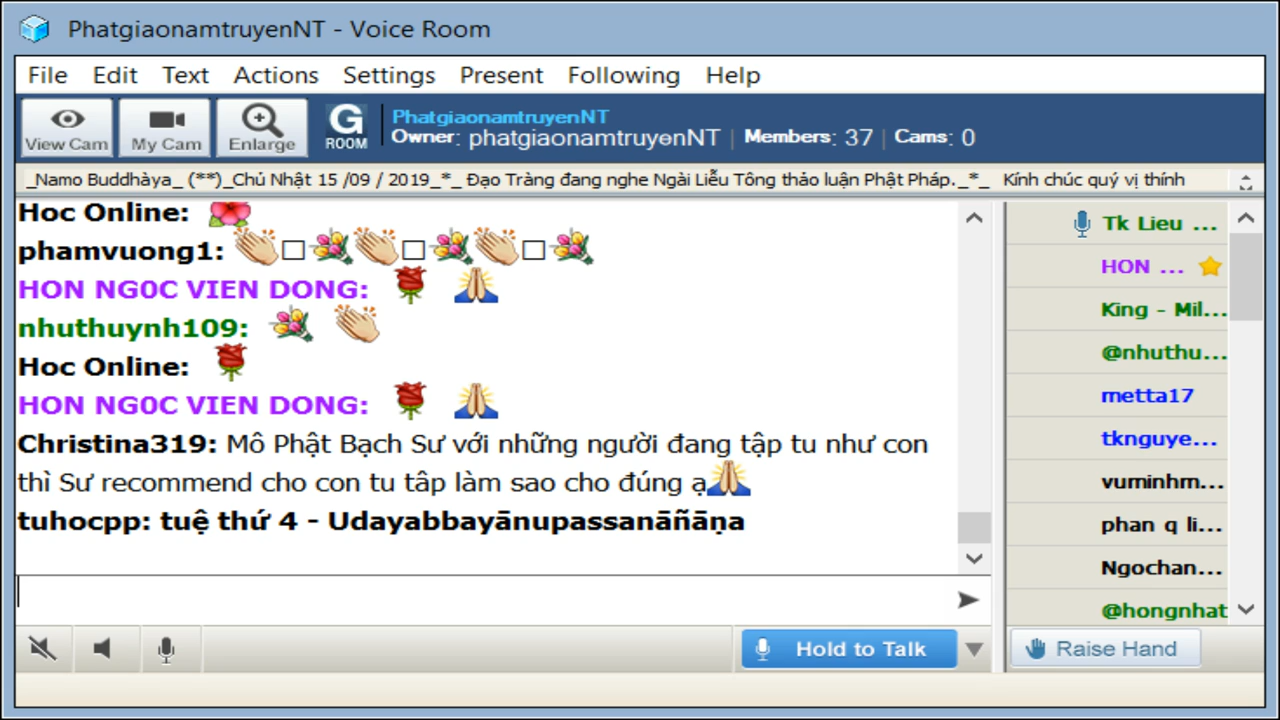 PhatgiaonamtruyenNT - Voice Room
File Edit Text Actions Settings Present Following Help
View Cam My Cam Enlarge G ROOM
PhatgiaonamtruyenNT
Owner: phatgiaonamtruyenNT | Members: 37 | Cams: 0
_Namo Buddhàya_ (**)_Chủ Nhật 15 /09 / 2019_*_ Đạo Tràng đang nghe Ngài Liễu Tông thảo luận Phật Pháp._*_ Kính chúc quý vị thính
Hoc Online:
phamvuong1:
HON NG0C VIEN DONG:
nhuthuynh109:
Hoc Online:
HON NG0C VIEN DONG:
Christina319: Mô Phật Bạch Sư với những người đang tập tu như con
thì Sư recommend cho con tu tâp làm sao cho đúng ạ
tuhocpp: tuệ thứ 4 - Udayabbayānupassanāñāṇa
Tk Lieu ...
HON ...
King - Mil...
@nhuthu...
metta17
tknguye...
vuminhm...
phan q li...
Ngochan...
@hongnhat
Hold to Talk
Raise Hand